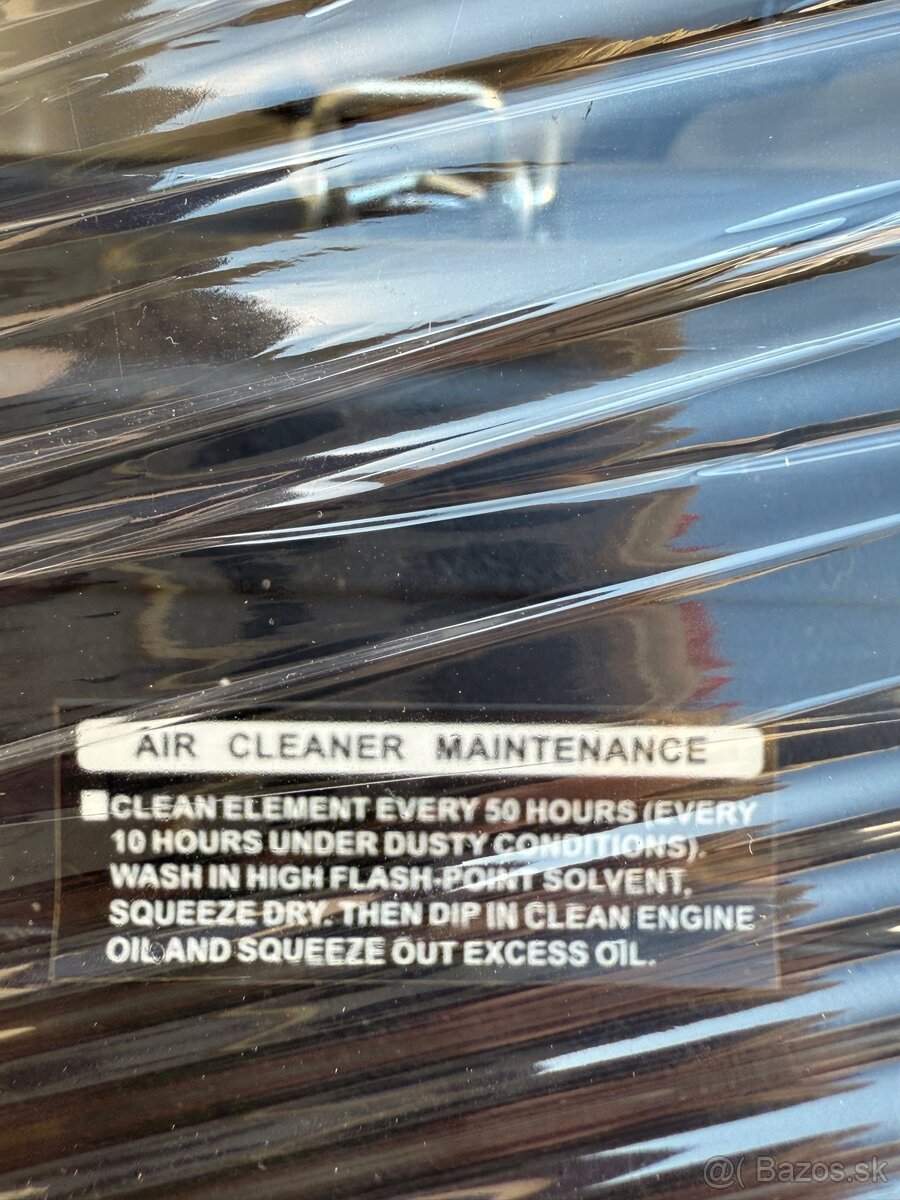 AIR CLEANER MAINTENANCE
CLEAN ELEMENT EVERY 50 HOURS (EVERY
10 HOURS UNDER DUSTY CONDITIONS).
WASH IN HIGH FLASH-POINT SOLVENT,
SQUEEZE DRY. THEN DIP IN CLEAN ENGINE
OIL AND SQUEEZE OUT EXCESS OIL.
@( Bazos.sk